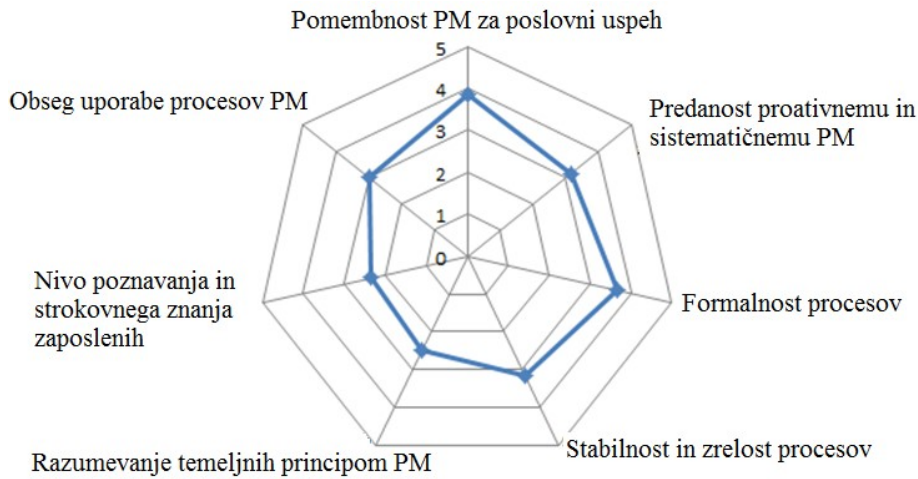 Pomembnost PM za poslovni uspeh
5
4
3
2
1
0
Predanost proativnemu in
sistematičnemu PM
Formalnost procesov
Stabilnost in zrelost procesov
Razumevanje temeljnih principom PM
Nivo poznavanja in
strokovnega znanja
zaposlenih
Obseg uporabe procesov PM